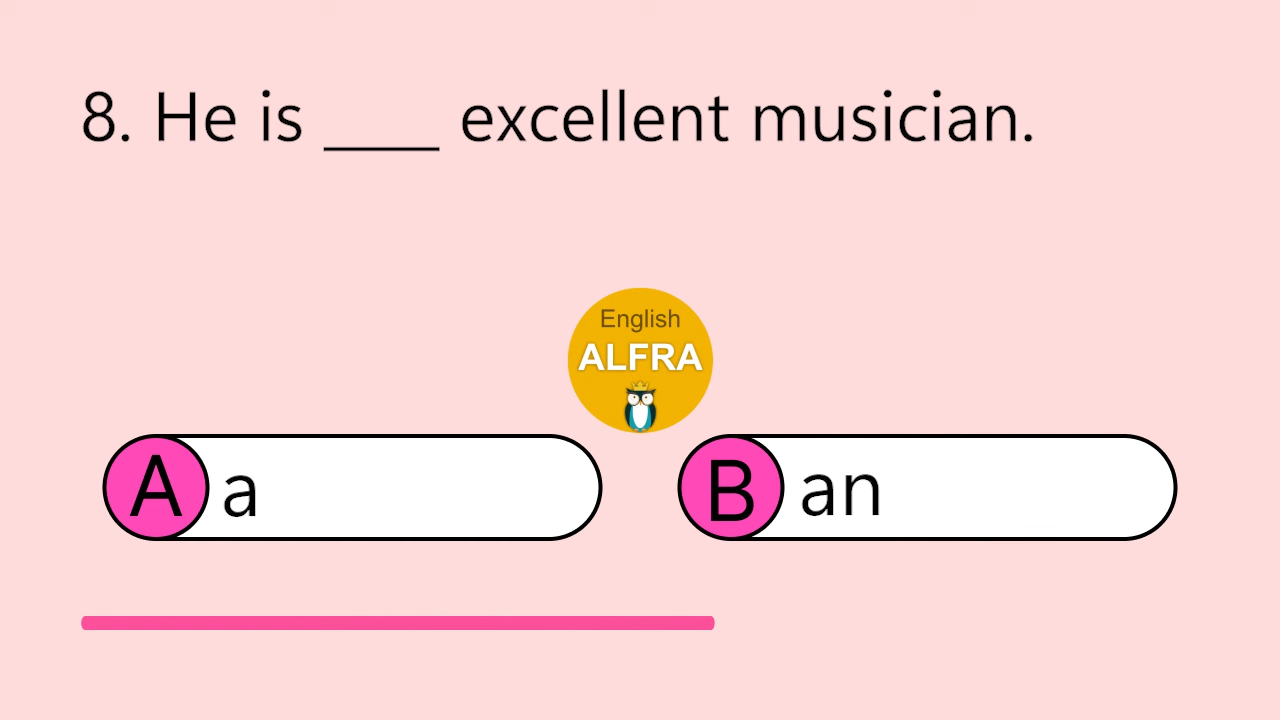 8. He is ____ excellent musician.
English
ALFRA
A a
B an